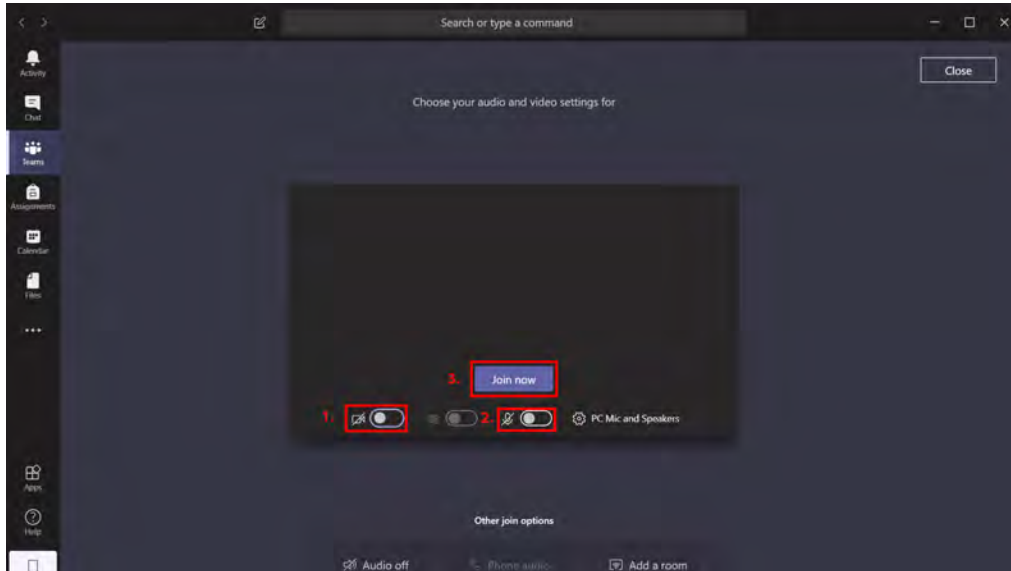 Search or type a command
Activity
Close
Choose your audio and video settings for
Chat
Teams
Assignments
Calendar
Files
3. Join now
1. 2. PC Mic and Speakers
Apps
Other join options
Help
Audio off Phone audio Add a room